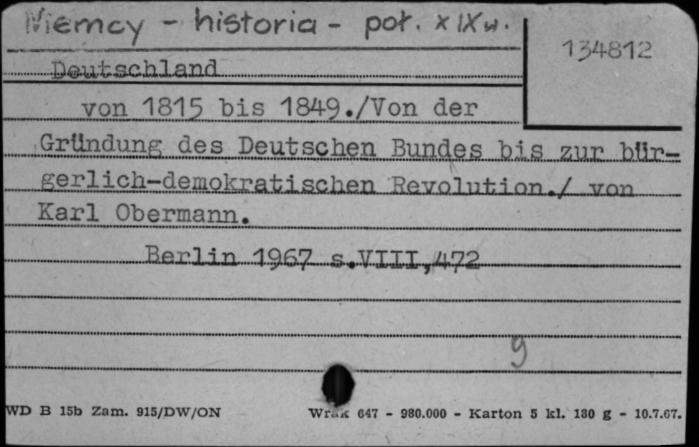 Niemcy - historia - poł. XIX w.
134812
Deutschland
von 1815 bis 1849./Von der
Gründung des Deutschen Bundes bis zur bür-
gerlich-demokratischen Revolution./ von
Karl Obermann.
Berlin 1967 s.VIII,472
9
WD B 15b Zam. 915/DW/ON
WrAk 647 - 980.000 - Karton 5 kl. 180 g - 10.7.67.